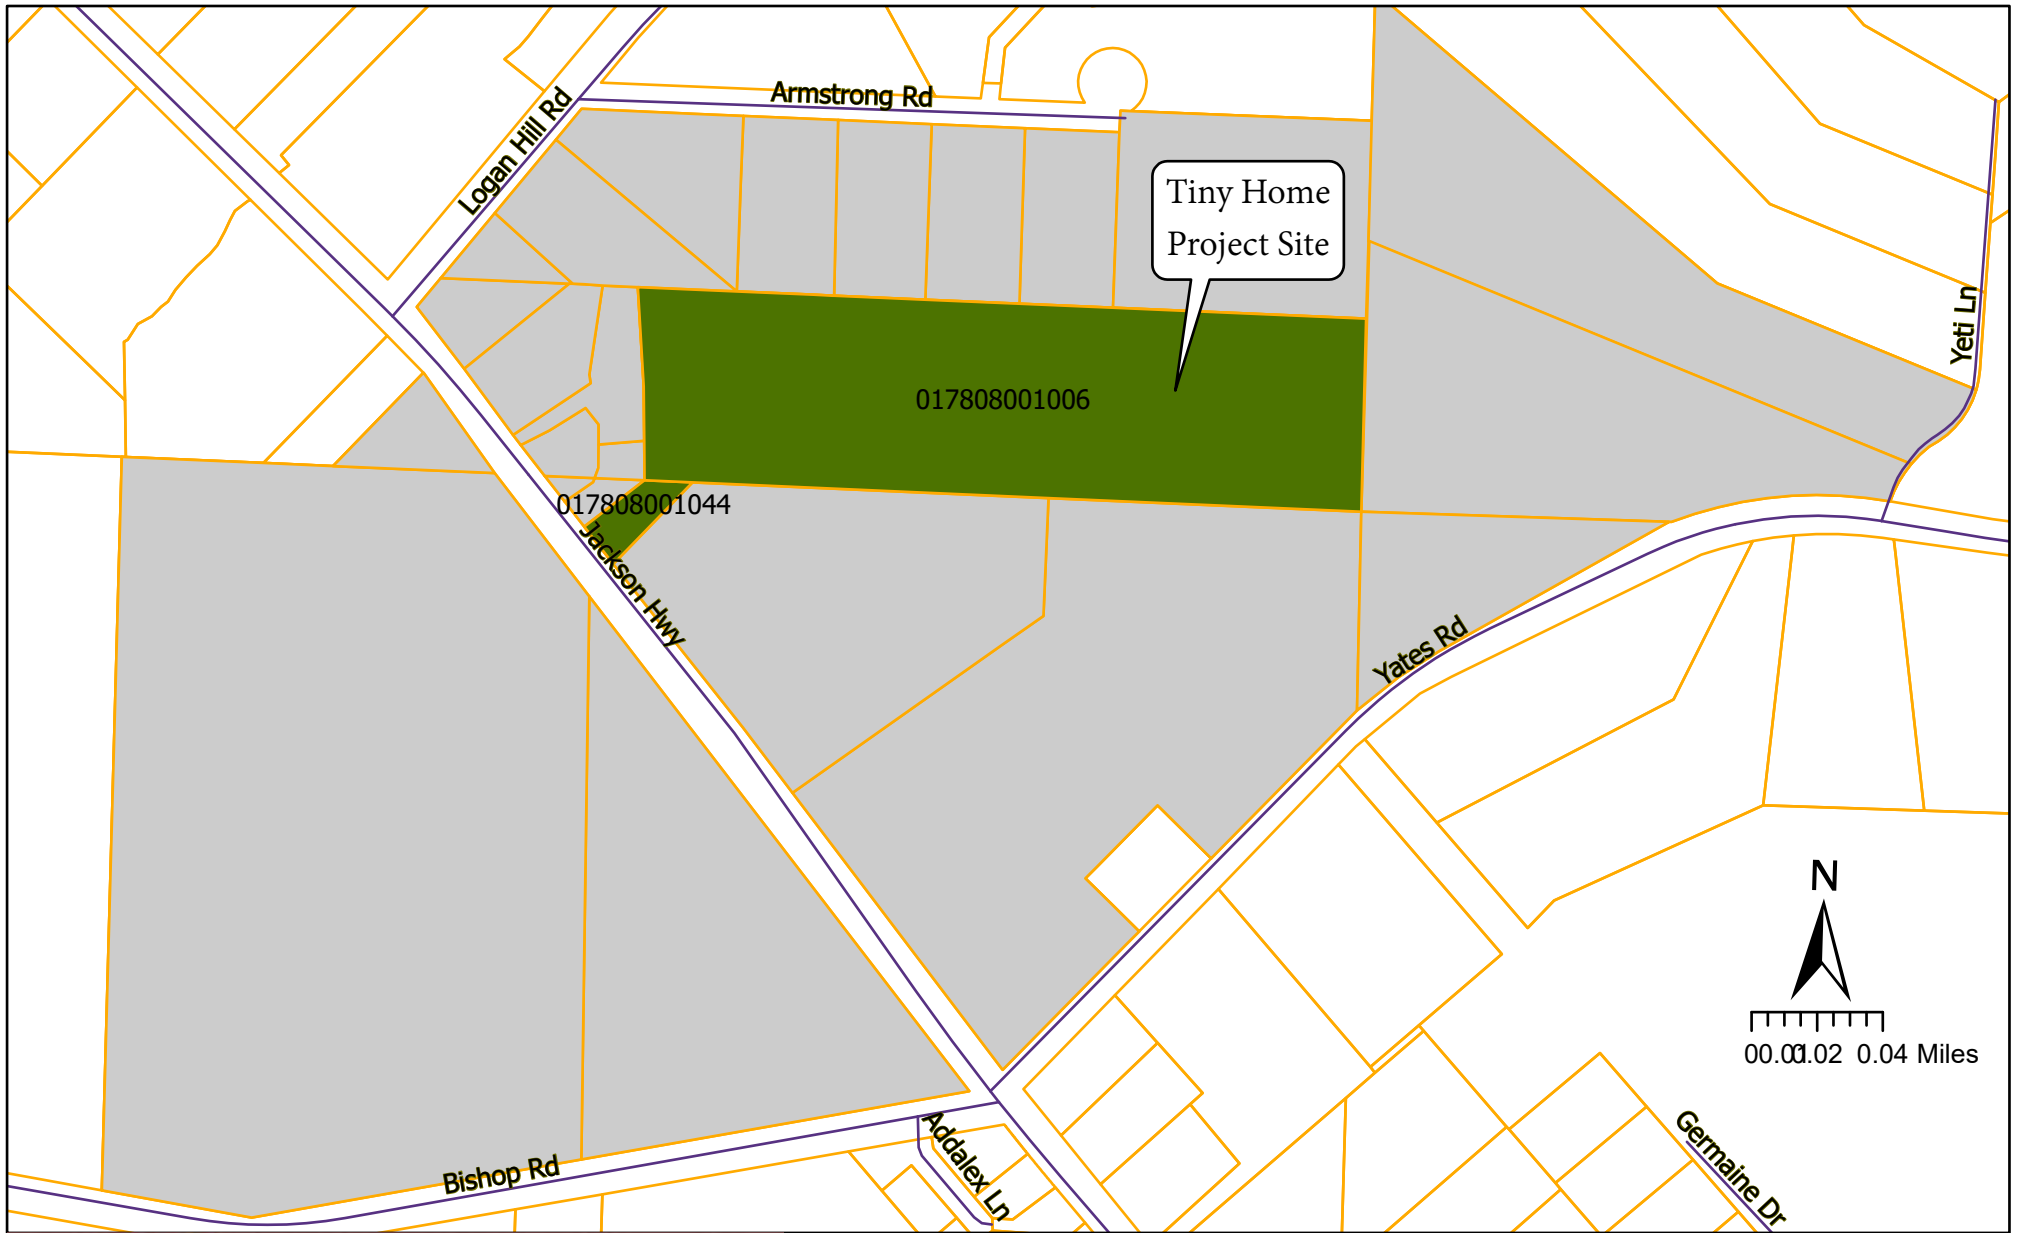 Armstrong Rd
Logan Hill Rd
Tiny Home
Project Site
Yeti Ln
017808001006
017808001044
Jackson Hwy
Yates Rd
N
00.01 0.02 0.04 Miles
Addalex Ln
Germaine Dr
Bishop Rd